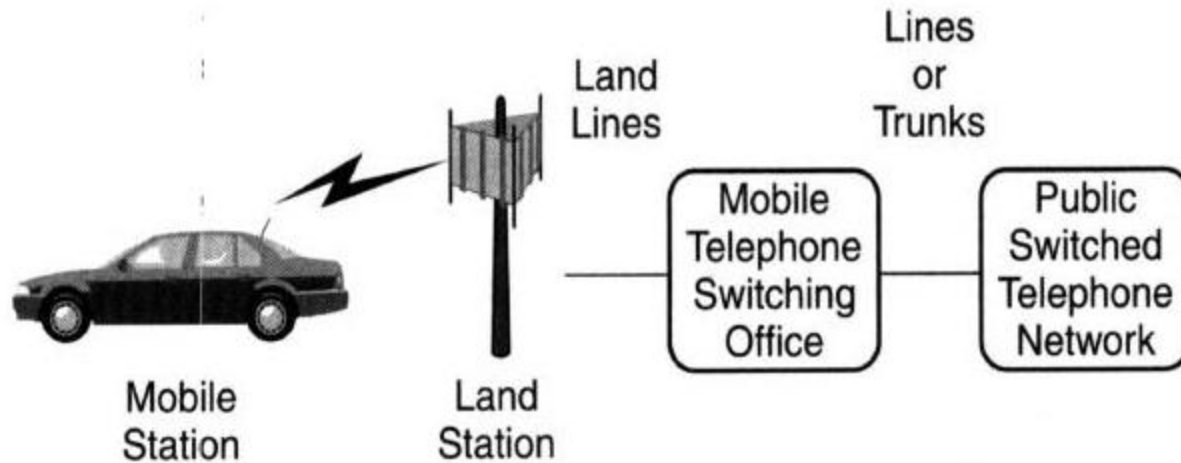 Land
Lines
Lines
or
Trunks
Mobile
Telephone
Switching
Office
Public
Switched
Telephone
Network
Mobile
Station
Land
Station